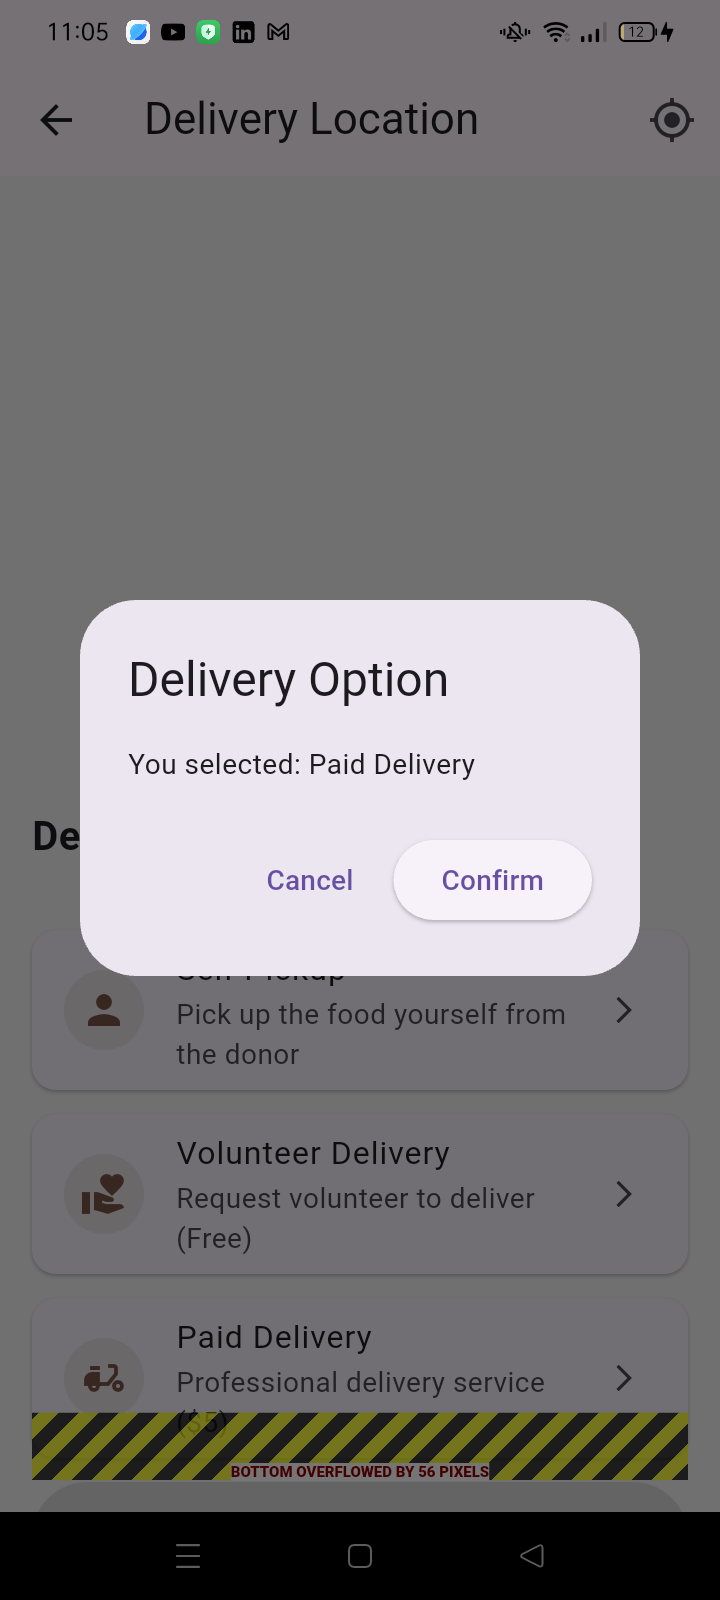 11:05
12
Delivery Location
Delivery Option
You selected: Paid Delivery
De
Cancel
Confirm
Pick up the food yourself from
the donor
Volunteer Delivery
Request volunteer to deliver
(Free)
Paid Delivery
Professional delivery service
($5)
BOTTOM OVERFLOWED BY 56 PIXELS